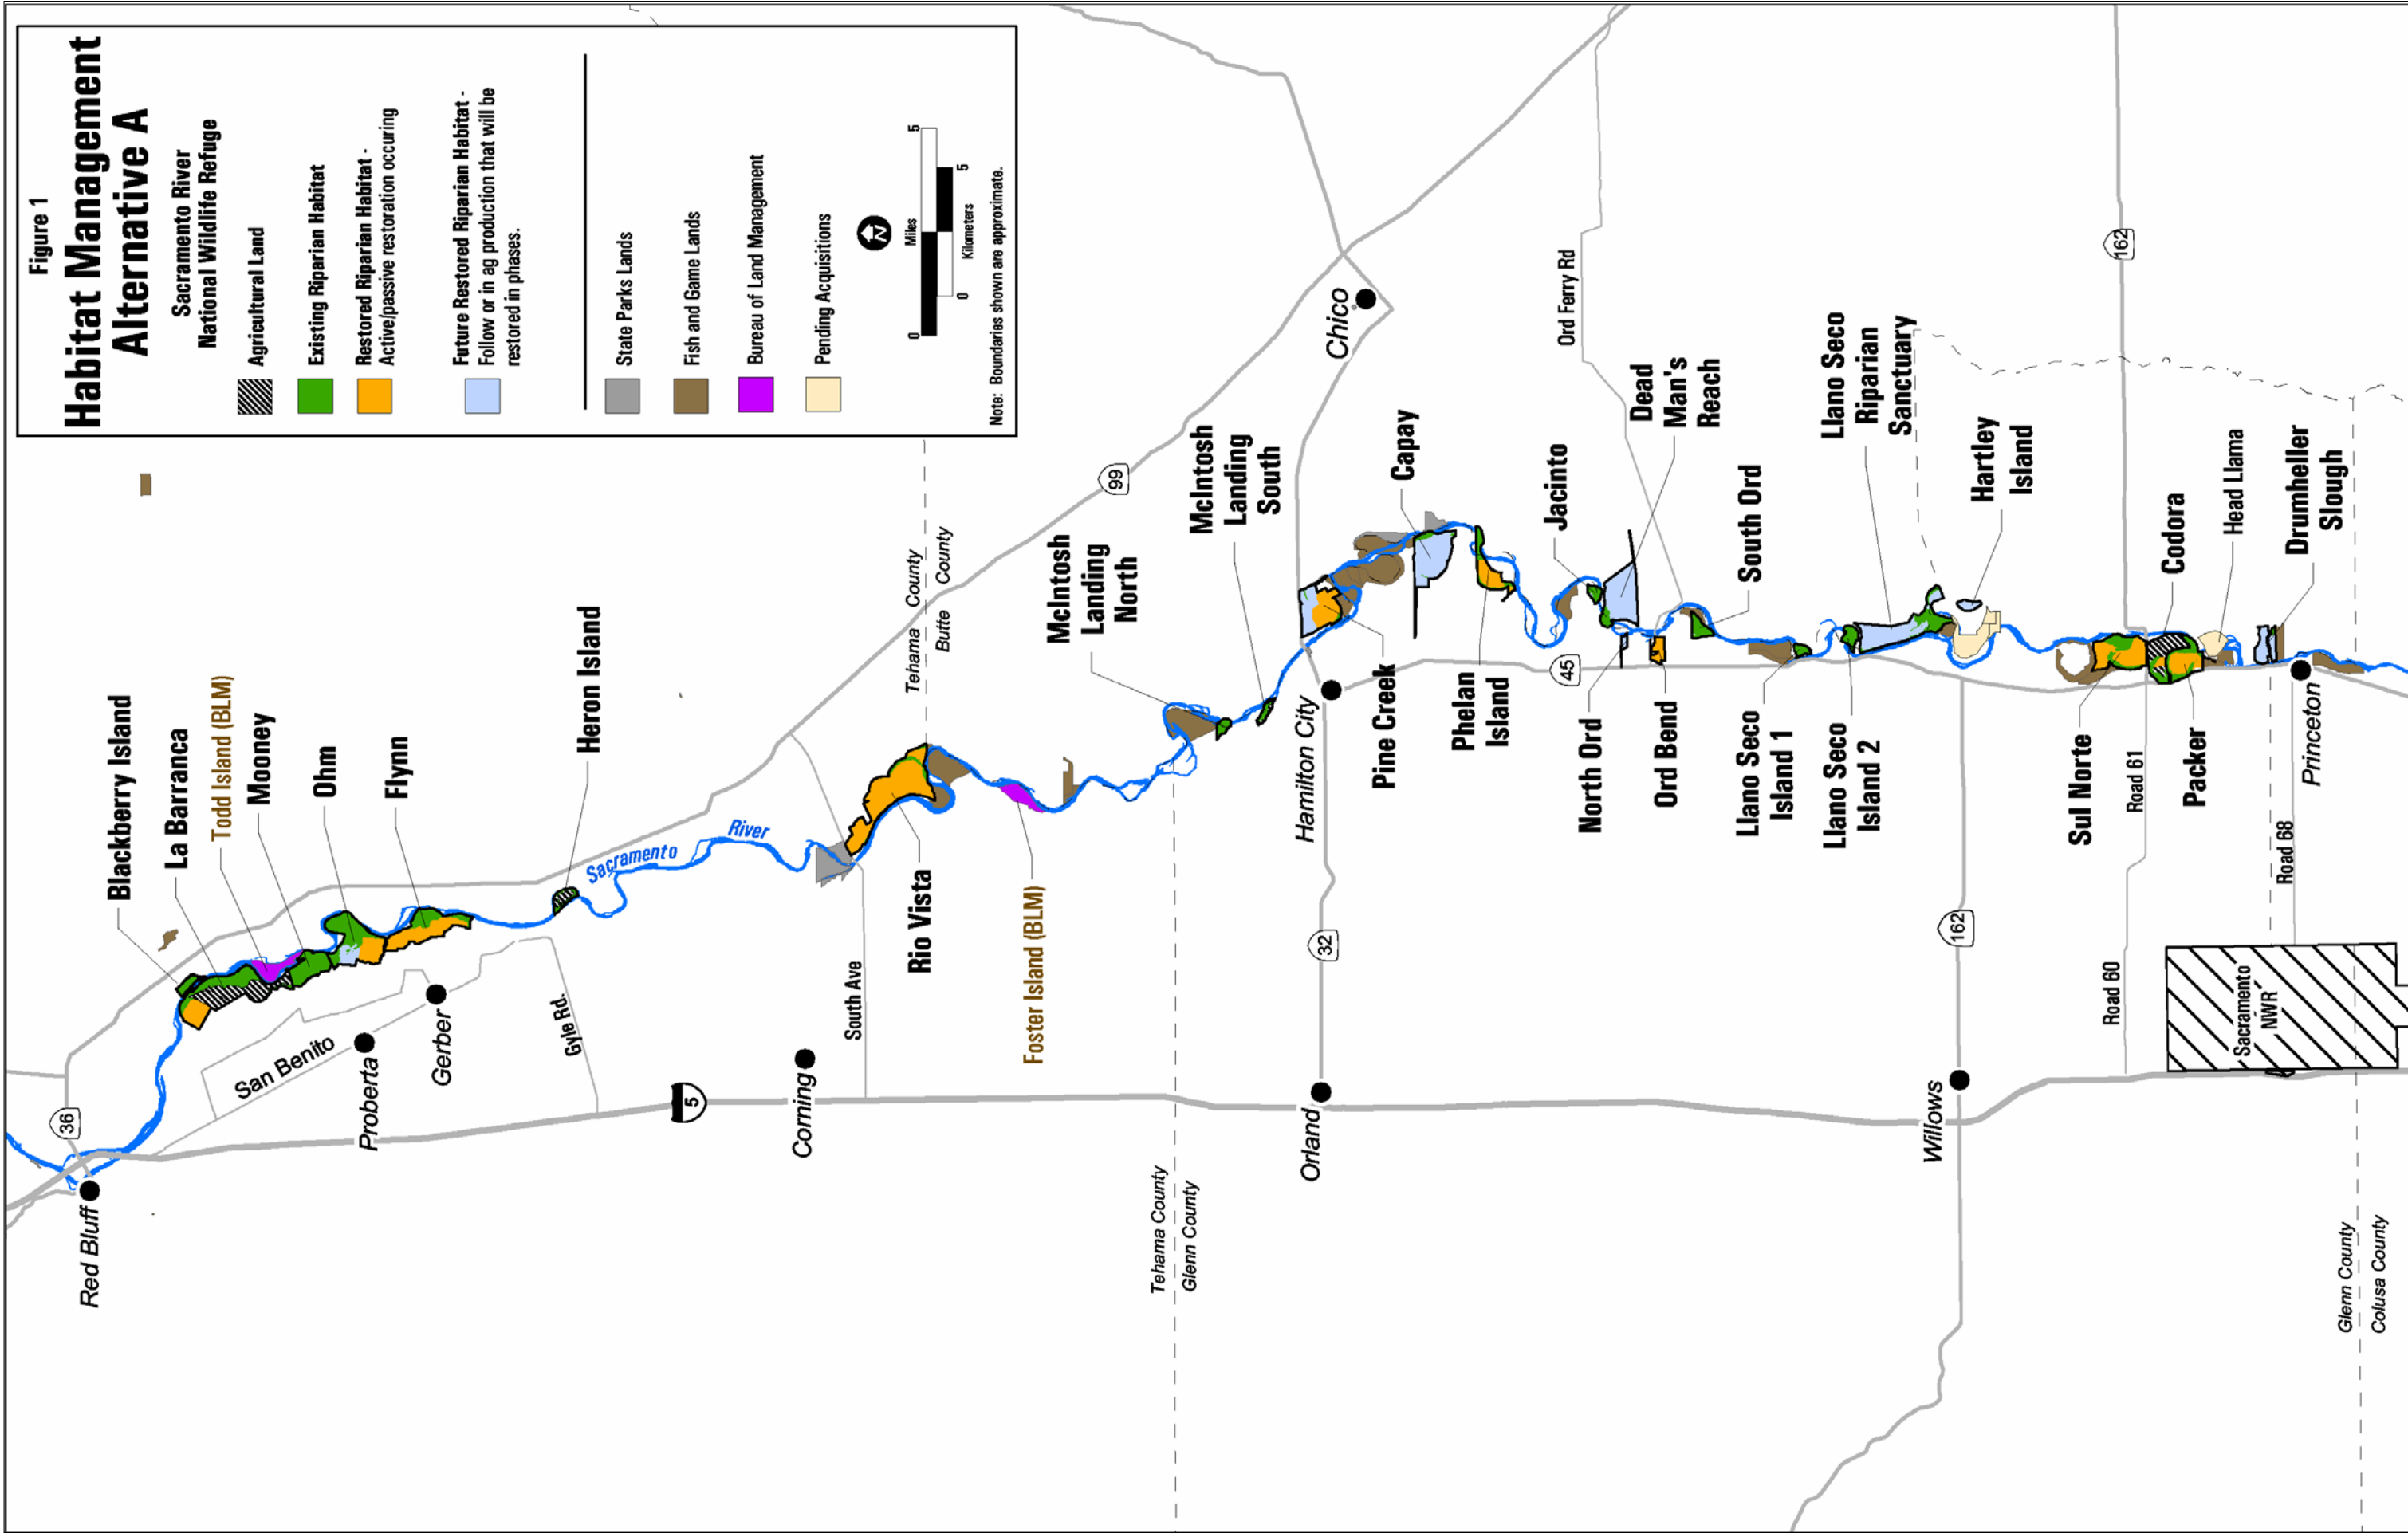 Figure 1
Habitat Management
Alternative A
Sacramento River
National Wildlife Refuge
Agricultural Land
Existing Riparian Habitat
Restored Riparian Habitat -
Active/passive restoration occuring
Future Restored Riparian Habitat -
Follow or in ag production that will be
restored in phases.
State Parks Lands
Fish and Game Lands
Bureau of Land Management
Pending Acquisitions
N
0
Miles
5
0
Kilometers
5
Note: Boundaries shown are approximate.
Red Bluff
36
Blackberry Island
La Barranca
Todd Island (BLM)
Mooney
Ohm
Flynn
San Benito
Proberta
Gerber
Gyle Rd.
Heron Island
Sacramento
River
5
Corning
South Ave
Rio Vista
Tehama County
Butte County
99
Foster Island (BLM)
McIntosh
Landing
North
Tehama County
Glenn County
McIntosh
Landing
South
Hamilton City
Orland
32
Chico
Pine Creek
Capay
Phelan
Island
45
Jacinto
Ord Ferry Rd
North Ord
Dead
Man's
Reach
Ord Bend
South Ord
Llano Seco
Island 1
Llano Seco
Island 2
Llano Seco
Riparian
Sanctuary
Willows
162
Hartley
Island
162
Sul Norte
Road 60
Road 61
Codora
Packer
Head Llama
Sacramento
NWR
Road 68
Drumheller
Slough
Princeton
Glenn County
Colusa County